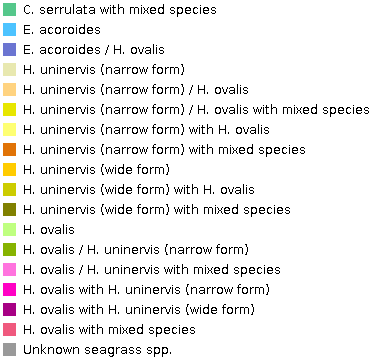 C. serrulata with mixed species
E. acoroides
E. acoroides / H. ovalis
H. uninervis (narrow form)
H. uninervis (narrow form) / H. ovalis
H. uninervis (narrow form) / H. ovalis with mixed species
H. uninervis (narrow form) with H. ovalis
H. uninervis (narrow form) with mixed species
H. uninervis (wide form)
H. uninervis (wide form) with H. ovalis
H. uninervis (wide form) with mixed species
H. ovalis
H. ovalis / H. uninervis (narrow form)
H. ovalis / H. uninervis with mixed species
H. ovalis with H. uninervis (narrow form)
H. ovalis with H. uninervis (wide form)
H. ovalis with mixed species
Unknown seagrass spp.